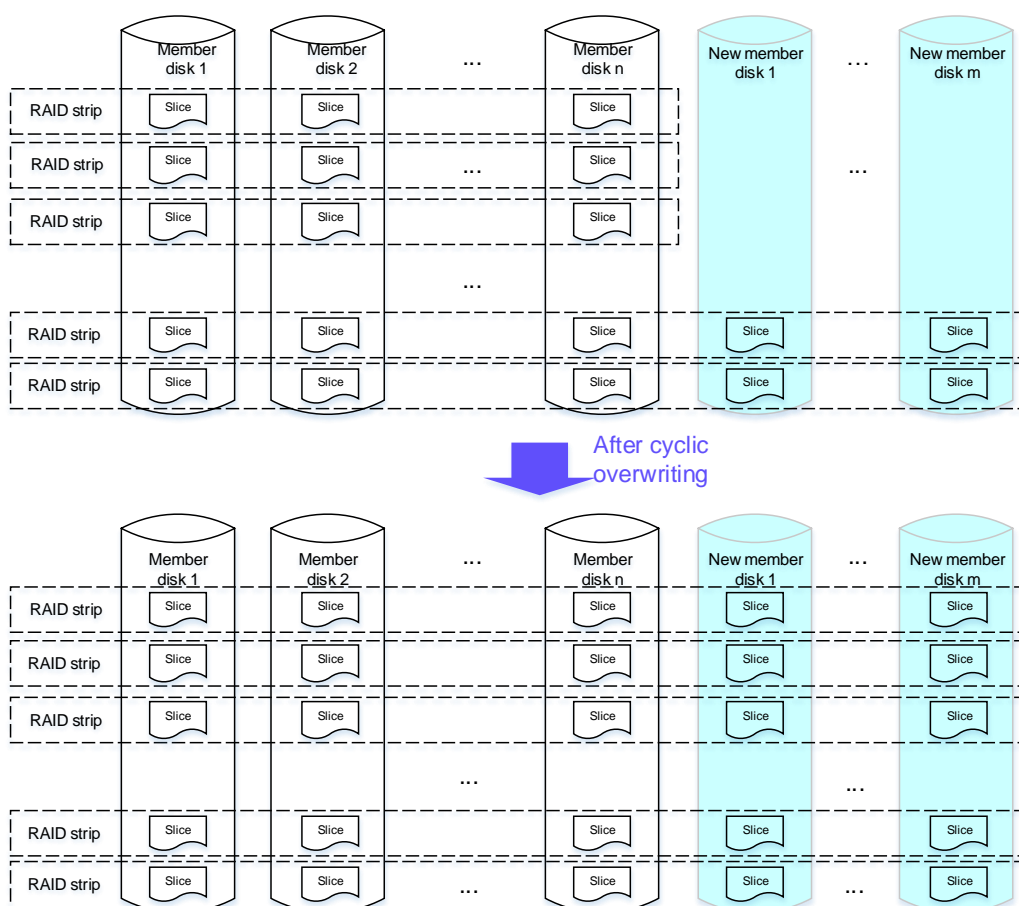 Member
disk 1
Member
disk 2
...
Member
disk n
New member
disk 1
...
New member
disk m
RAID strip Slice Slice Slice
RAID strip Slice Slice ... Slice ...
RAID strip Slice Slice Slice
...
RAID strip Slice Slice Slice Slice Slice
RAID strip Slice Slice Slice Slice Slice
After cyclic
overwriting
Member
disk 1
Member
disk 2
...
Member
disk n
New member
disk 1
...
New member
disk m
RAID strip Slice Slice Slice Slice Slice
RAID strip Slice Slice Slice Slice Slice
RAID strip Slice Slice Slice Slice Slice
... ...
RAID strip Slice Slice Slice Slice Slice
RAID strip Slice Slice ... Slice Slice ... Slice